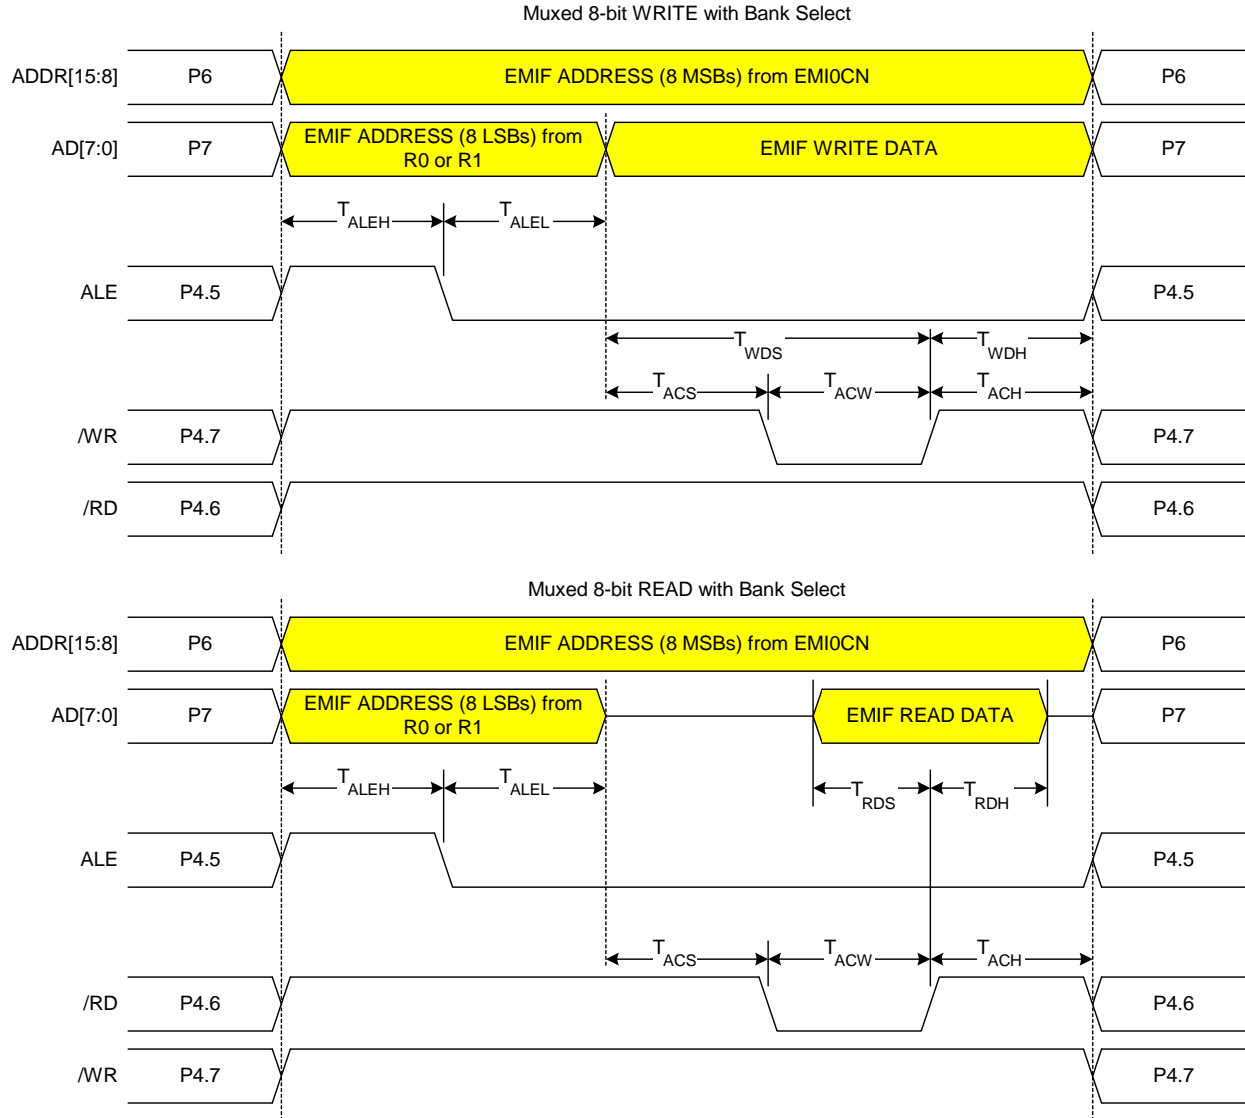 Muxed 8-bit WRITE with Bank Select
ADDR[15:8] P6 EMIF ADDRESS (8 MSBs) from EMI0CN P6
AD[7:0] P7 EMIF ADDRESS (8 LSBs) from
R0 or R1 EMIF WRITE DATA P7
TALEH TALEL
ALE P4.5 P4.5
TWDS TWDH
TACS TACW TACH
/WR P4.7 P4.7
/RD P4.6 P4.6
Muxed 8-bit READ with Bank Select
ADDR[15:8] P6 EMIF ADDRESS (8 MSBs) from EMI0CN P6
AD[7:0] P7 EMIF ADDRESS (8 LSBs) from
R0 or R1 EMIF READ DATA P7
TALEH TALEL TRDS TRDH
ALE P4.5 P4.5
TACS TACW TACH
/RD P4.6 P4.6
/WR P4.7 P4.7